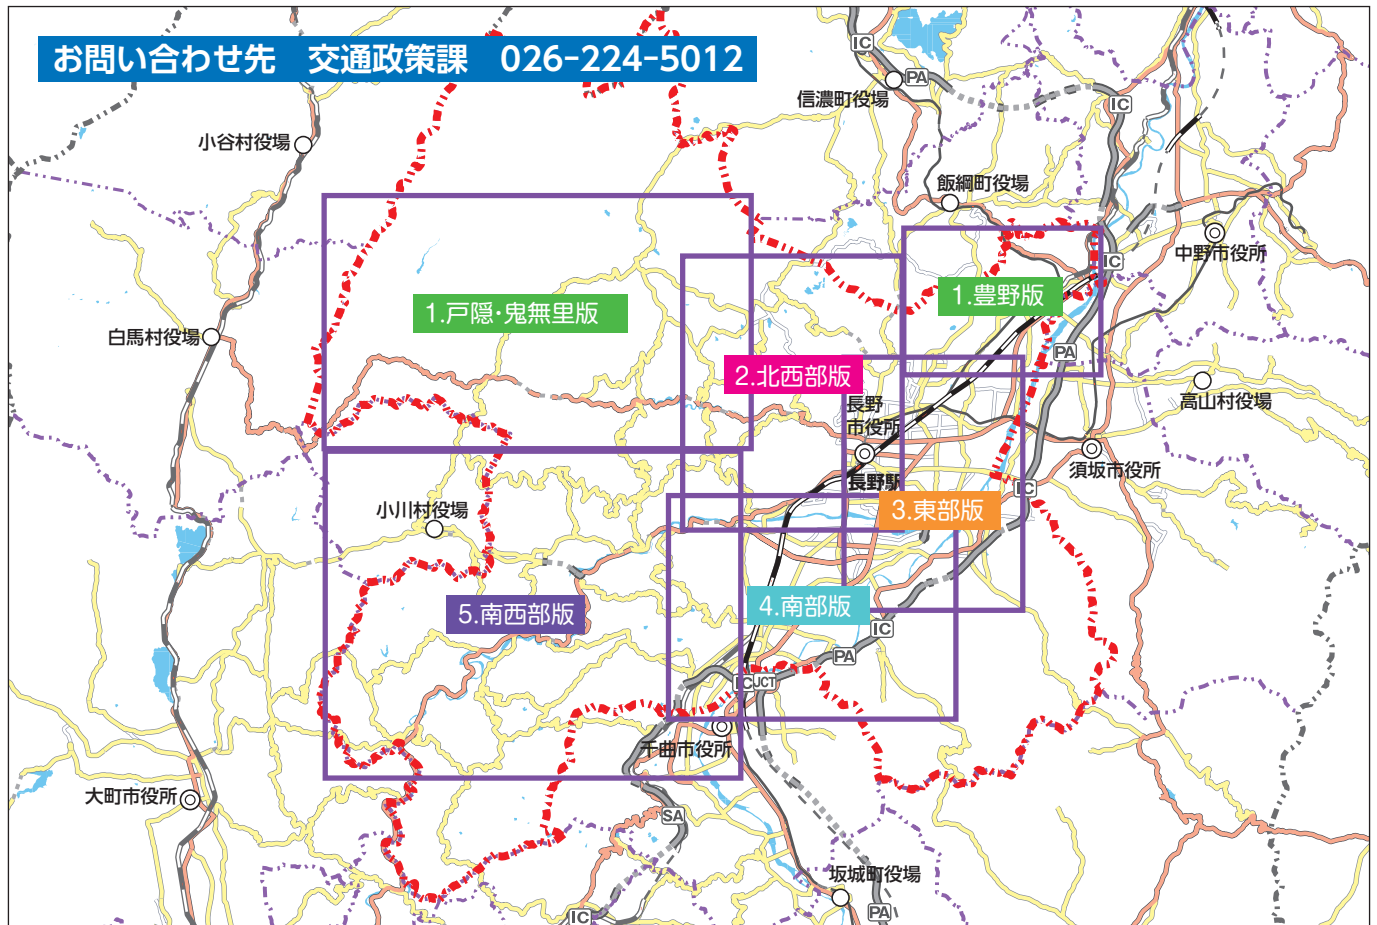 お問い合わせ先　交通政策課　026-224-5012
IC
PA
信濃町役場
IC
小谷村役場
飯綱町役場
中野市役所
IC
1.豊野版
1.戸隠・鬼無里版
白馬村役場
PA
2.北西部版
高山村役場
長野
市役所
須坂市役所
長野駅
IC
3.東部版
小川村役場
5.南西部版
4.南部版
IC
PA
IC
JCT
千曲市役所
大町市役所
SA
坂城町役場
IC
PA